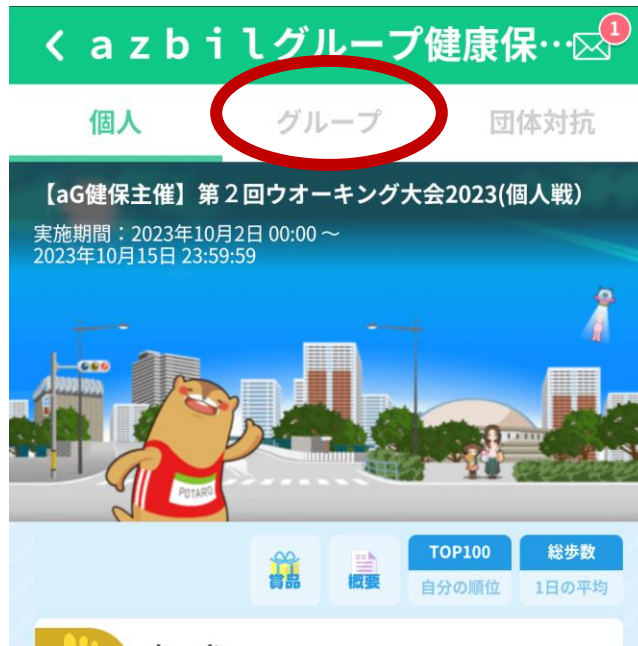 ａｚｂｉｌグループ健康保…
1
個人 グループ 団体対抗
【aG健保主催】第２回ウオーキング大会2023(個人戦）
実施期間：2023年10月2日 00:00 ～
2023年10月15日 23:59:59
POTARO
賞品 概要 TOP100 総歩数
自分の順位 1日の平均